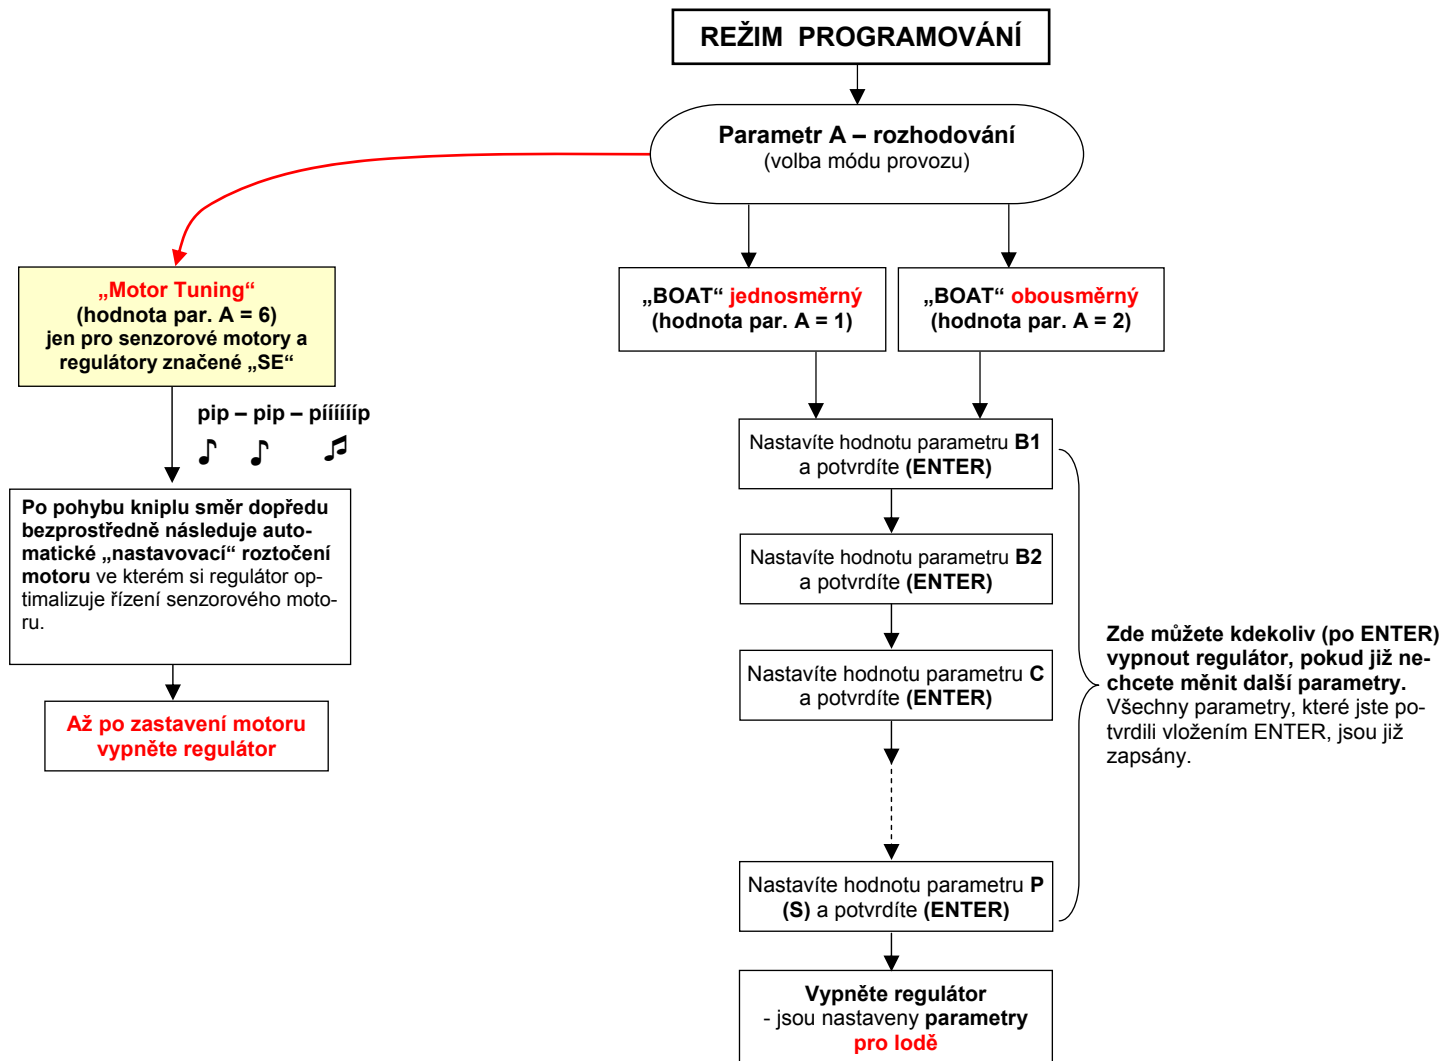 REŽIM PROGRAMOVÁNÍ
Parametr A – rozhodování
(volba módu provozu)
„Motor Tuning“
(hodnota par. A = 6)
jen pro senzorové motory a
regulátory značené „SE“
„BOAT“ jednosměrný
(hodnota par. A = 1)
„BOAT“ obousměrný
(hodnota par. A = 2)
pip – pip – píííííp
Po pohybu kniplu směr dopředu
bezprostředně následuje auto-
matické „nastavovací“ roztočení
motoru ve kterém si regulátor op-
timalizuje řízení senzorového moto-
ru.
Až po zastavení motoru
vypněte regulátor
Nastavíte hodnotu parametru B1
a potvrdíte (ENTER)
Nastavíte hodnotu parametru B2
a potvrdíte (ENTER)
Nastavíte hodnotu parametru C
a potvrdíte (ENTER)
Nastavíte hodnotu parametru P
(S) a potvrdíte (ENTER)
Zde můžete kdekoliv (po ENTER)
vypnout regulátor, pokud již ne-
chcete měnit další parametry.
Všechny parametry, které jste po-
tvrdili vložením ENTER, jsou již
zapsány.
Vypněte regulátor
- jsou nastaveny parametry
pro lodě